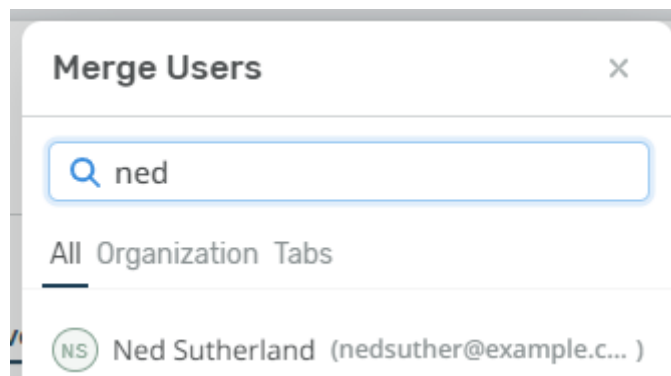 Merge Users
ned
All Organization Tabs
NS Ned Sutherland (nedsuther@example.c... )